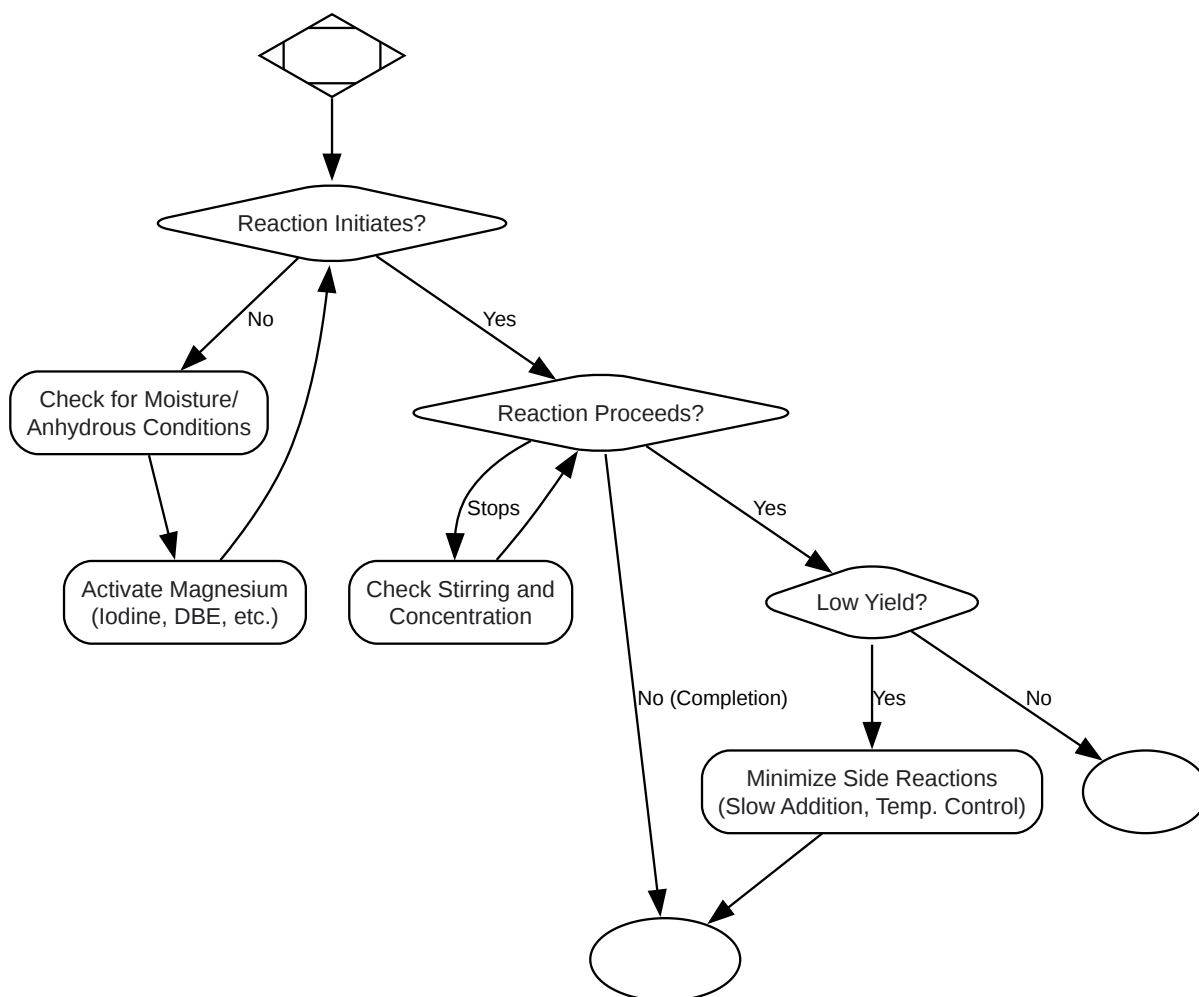 Reaction Initiates?
No
Yes
Check for Moisture/
Anhydrous Conditions
Reaction Proceeds?
Stops
Yes
Activate Magnesium
(Iodine, DBE, etc.)
Check Stirring and
Concentration
Low Yield?
No (Completion)
Yes
No
Minimize Side Reactions
(Slow Addition, Temp. Control)